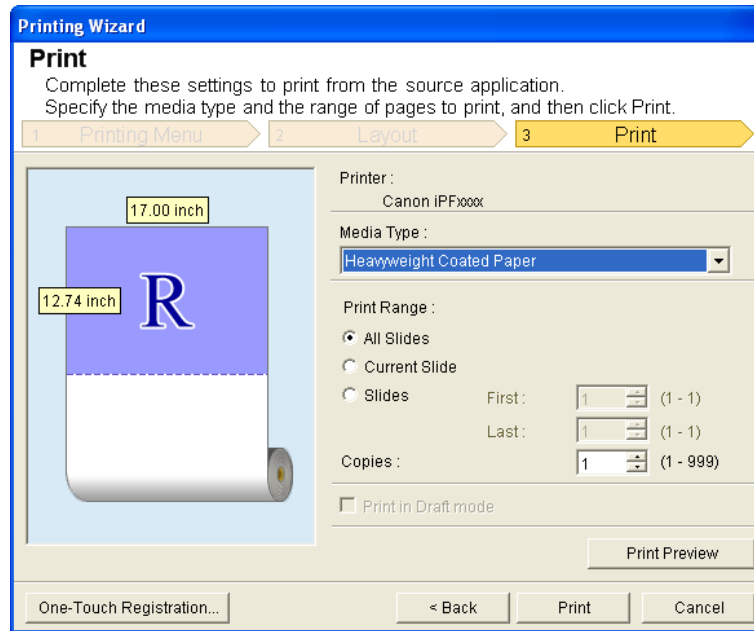 Printing Wizard
Print
Complete these settings to print from the source application.
Specify the media type and the range of pages to print, and then click Print.
1 Printing Menu 2 Layout 3 Print
Printer :
Canon iPFxxxx
17.00 inch
Media Type :
Heavyweight Coated Paper
12.74 inch
R
Print Range :
All Slides
Current Slide
Slides First : 1 (1 - 1)
Last : 1 (1 - 1)
Copies : 1 (1 - 999)
Print in Draft mode
Print Preview
One-Touch Registration... < Back Print Cancel